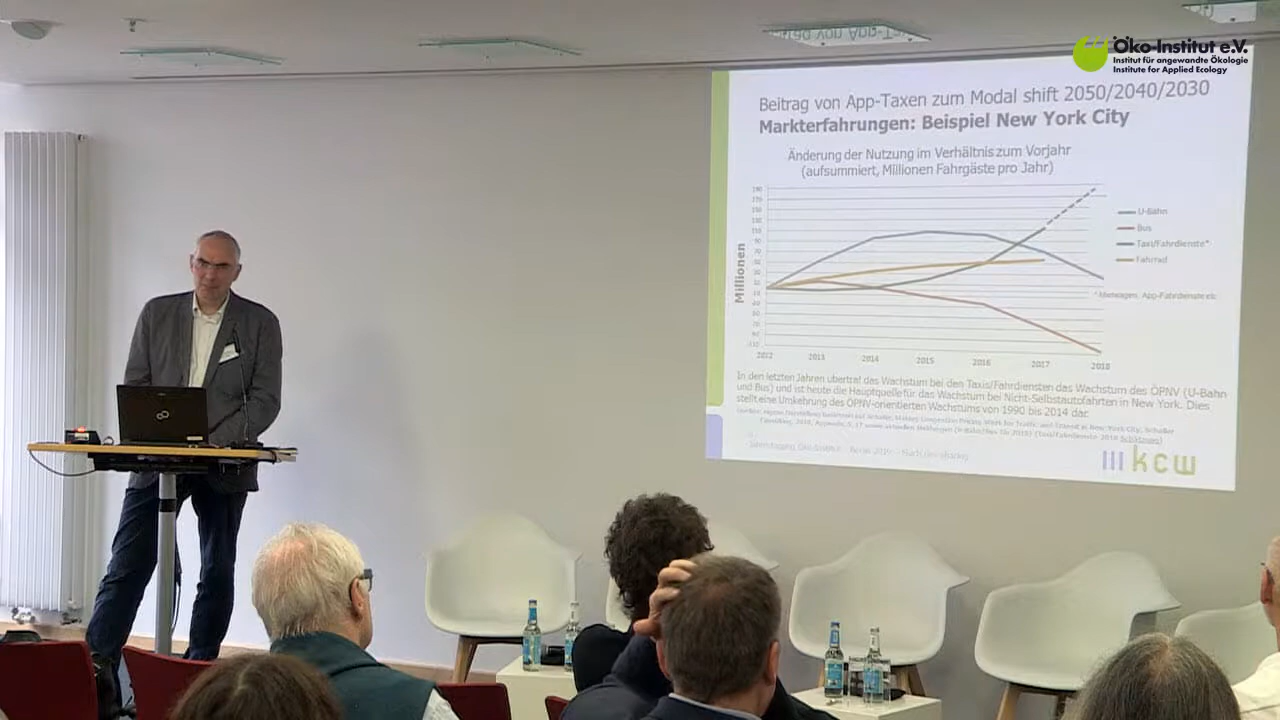 Öko-Institut e.V.
Institut für angewandte Ökologie
Institute for Applied Ecology
Beitrag von App-Taxen zum Modal shift 2050/2040/2030
Markterfahrungen: Beispiel New York City
Änderung der Nutzung im Verhältnis zum Vorjahr
(aufsummiert, Millionen Fahrgäste pro Jahr)
Millionen
U-Bahn
Bus
Taxi/Fahrdienste*
Fahrrad
* Mietwagen, App-Fahrdienste etc.
2012 2013 2014 2015 2016 2017 2018
In den letzten Jahren übertraf das Wachstum bei den Taxis/Fahrdiensten das Wachstum des ÖPNV (U-Bahn
und Bus) und ist heute die Hauptquelle für das Wachstum bei Nicht-Selbstautofahrten in New York. Dies
stellt eine Umkehrung des ÖPNV-orientierten Wachstums von 1990 bis 2014 dar.
kcw